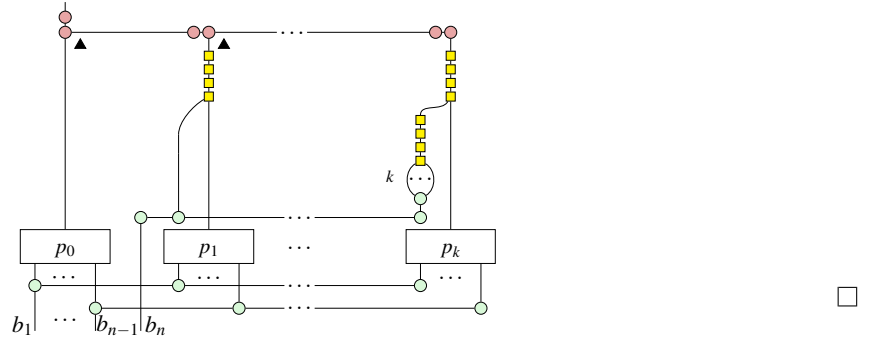 ...
k ...
...
p₀ p₁ ... pₖ
... ... ...
...
b₁ ... bₙ₋₁ bₙ